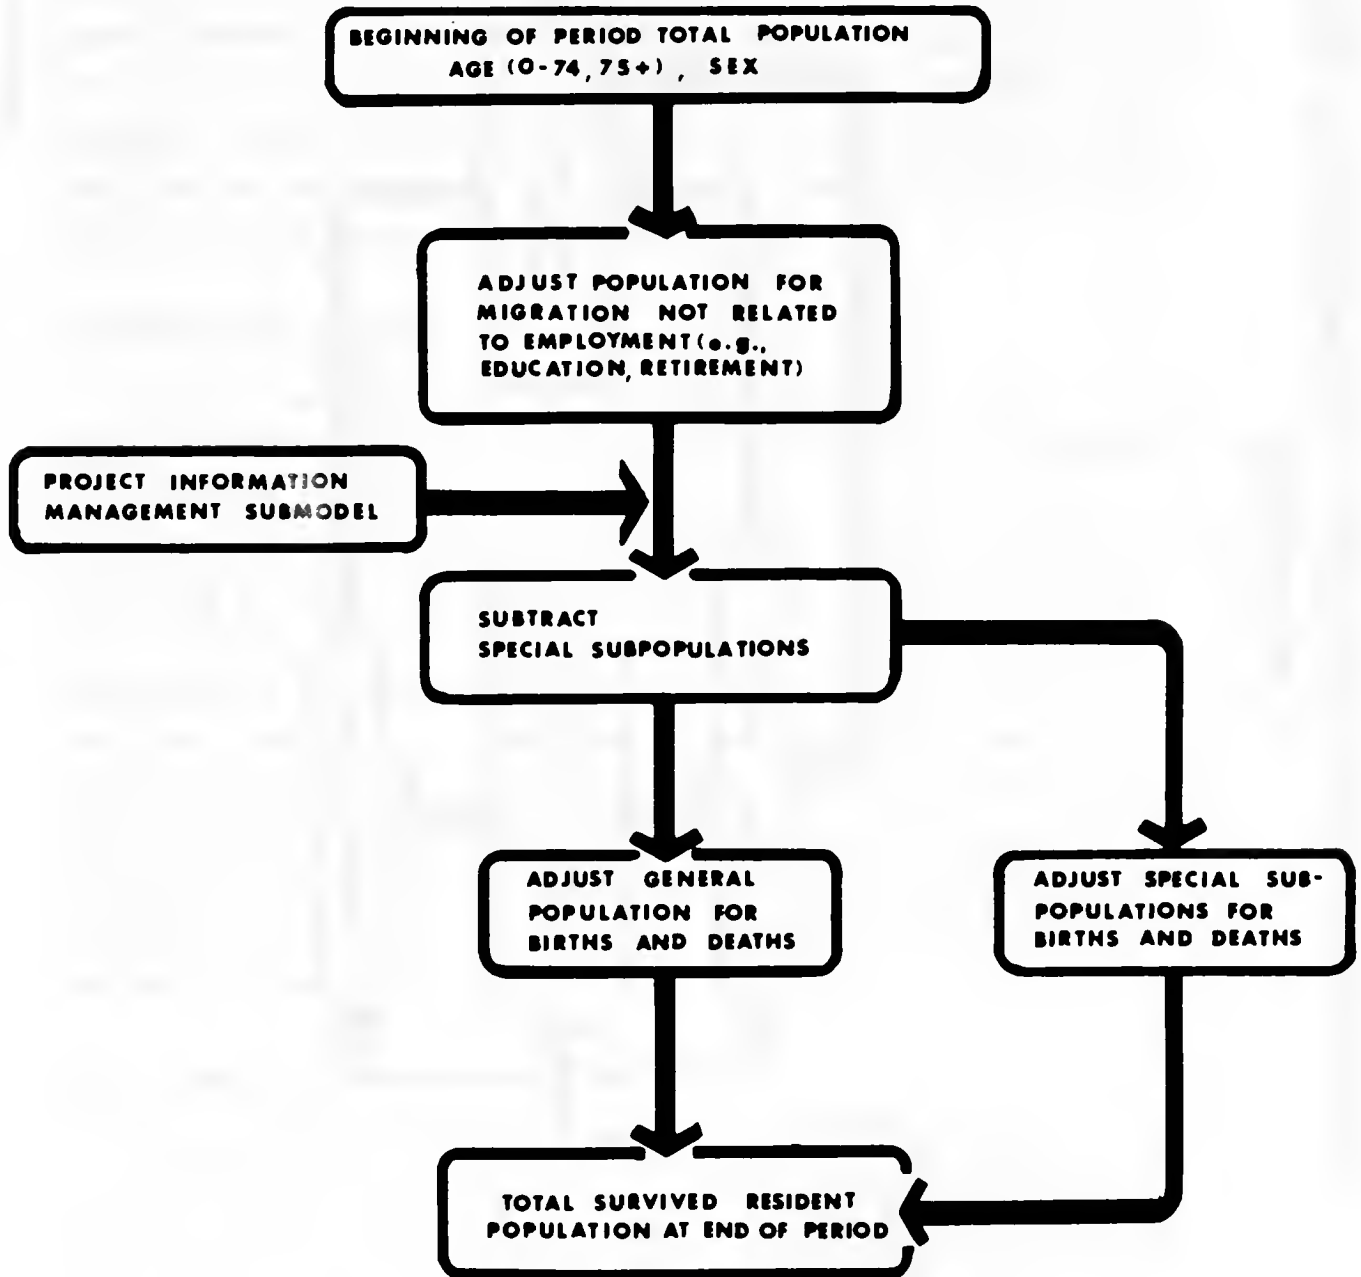 BEGINNING OF PERIOD TOTAL POPULATION
AGE (0-74, 75+) , SEX
ADJUST POPULATION FOR
MIGRATION NOT RELATED
TO EMPLOYMENT (e.g.,
EDUCATION, RETIREMENT)
PROJECT INFORMATION
MANAGEMENT SUBMODEL
SUBTRACT
SPECIAL SUBPOPULATIONS
ADJUST GENERAL
POPULATION FOR
BIRTHS AND DEATHS
ADJUST SPECIAL SUB-
POPULATIONS FOR
BIRTHS AND DEATHS
TOTAL SURVIVED RESIDENT
POPULATION AT END OF PERIOD